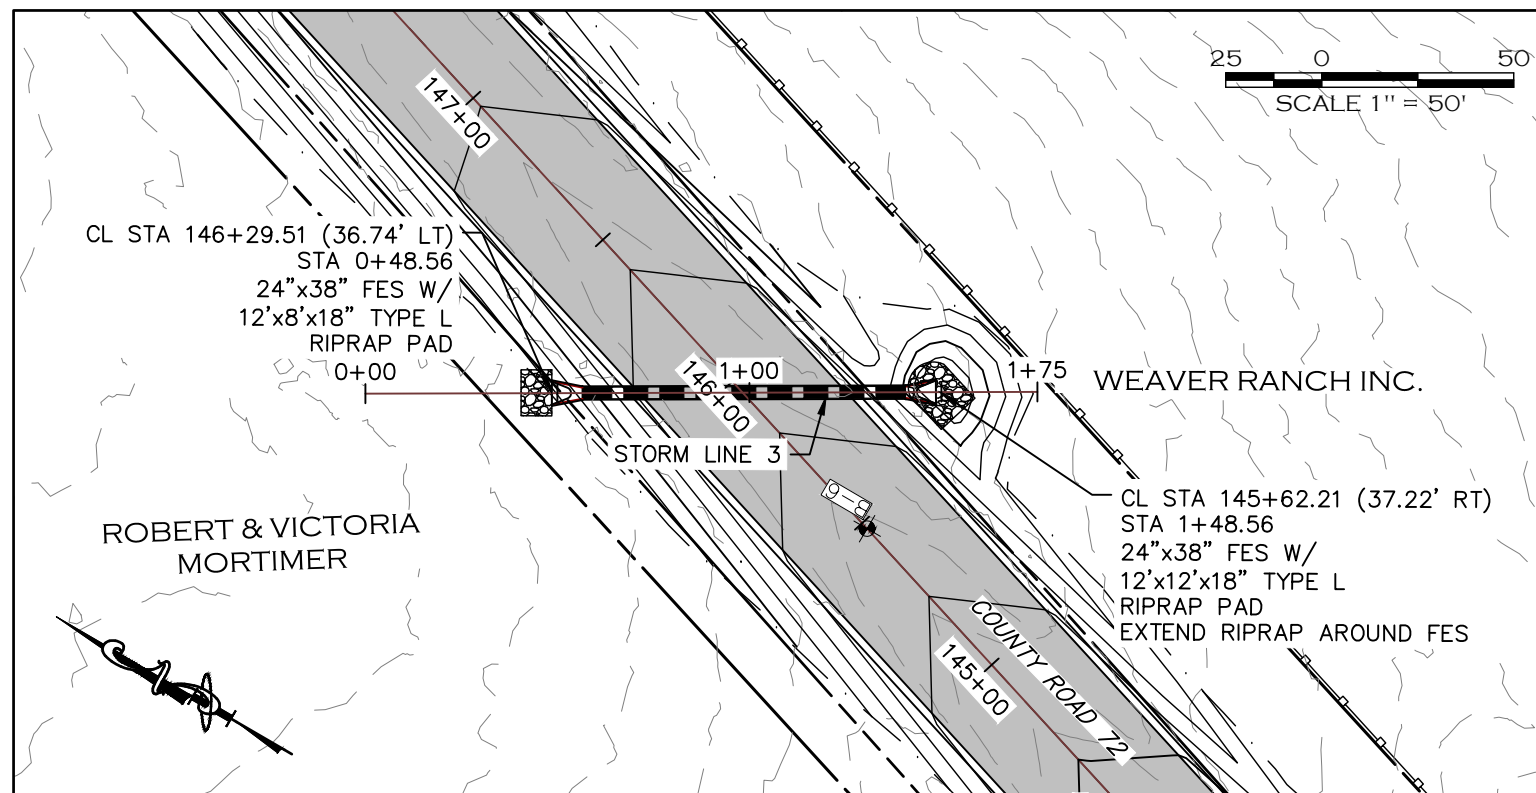 25 0 50
SCALE 1" = 50'
147+00
CL STA 146+29.51 (36.74' LT)
STA 0+48.56
24"x38" FES W/
12'x8'x18" TYPE L
RIPRAP PAD
0+00
146+00
1+00
1+75
WEAVER RANCH INC.
STORM LINE 3
CL STA 145+62.21 (37.22' RT)
STA 1+48.56
24"x38" FES W/
12'x12'x18" TYPE L
RIPRAP PAD
EXTEND RIPRAP AROUND FES
ROBERT & VICTORIA
MORTIMER
COUNTY ROAD 72
145+00